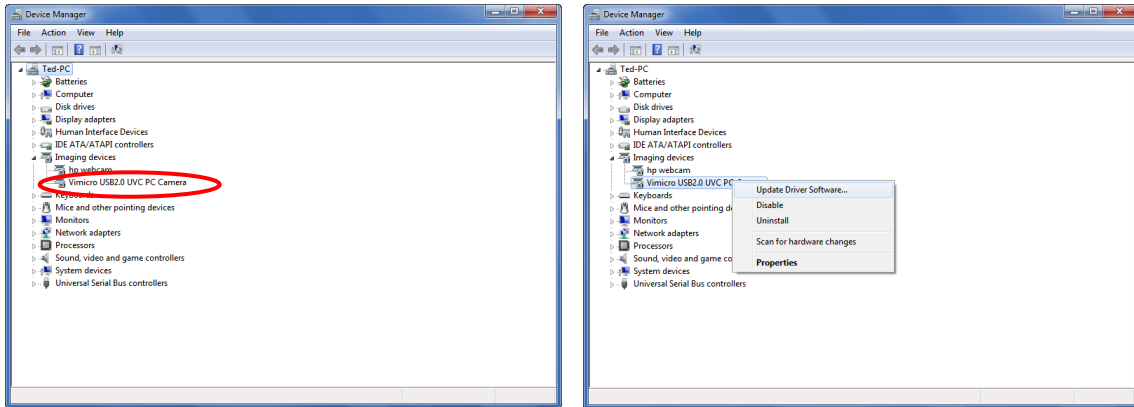 Device Manager
File Action View Help
Ted-PC
Batteries
Computer
Disk drives
Display adapters
Human Interface Devices
IDE ATA/ATAPI controllers
Imaging devices
hp webcam
Vimicro USB2.0 UVC PC Camera
Keyboards
Mice and other pointing devices
Monitors
Network adapters
Processors
Sound, video and game controllers
System devices
Universal Serial Bus controllers
Device Manager
File Action View Help
Ted-PC
Batteries
Computer
Disk drives
Display adapters
Human Interface Devices
IDE ATA/ATAPI controllers
Imaging devices
hp webcam
Vimicro USB2.0 UVC PC
Keyboards
Mice and other pointing de
Monitors
Network adapters
Processors
Sound, video and game co
System devices
Universal Serial Bus controllers
Update Driver Software...
Disable
Uninstall
Scan for hardware changes
Properties